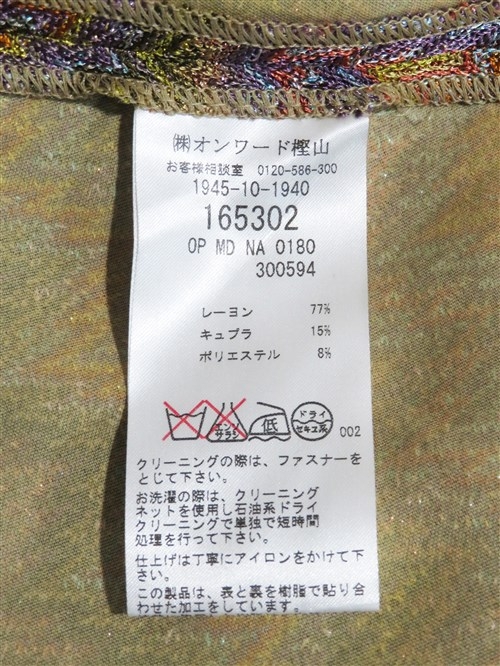 ㈱オンワード樫山
お客様相談室 0120-586-300
1945-10-1940
165302
OP MD NA 0180
300594
レーヨン 77%
キュプラ 15%
ポリエステル 8%
エンソ サラシ 低 ドライ セキユ系 002
クリーニングの際は、ファスナーを
とじて下さい。
お洗濯の際は、クリーニング
ネットを使用し石油系ドライ
クリーニングで単独で短時間
処理を行って下さい。
仕上げは丁寧にアイロンをかけて下
さい。
この製品は、表と裏を樹脂で貼り合
わせた加工をしています。